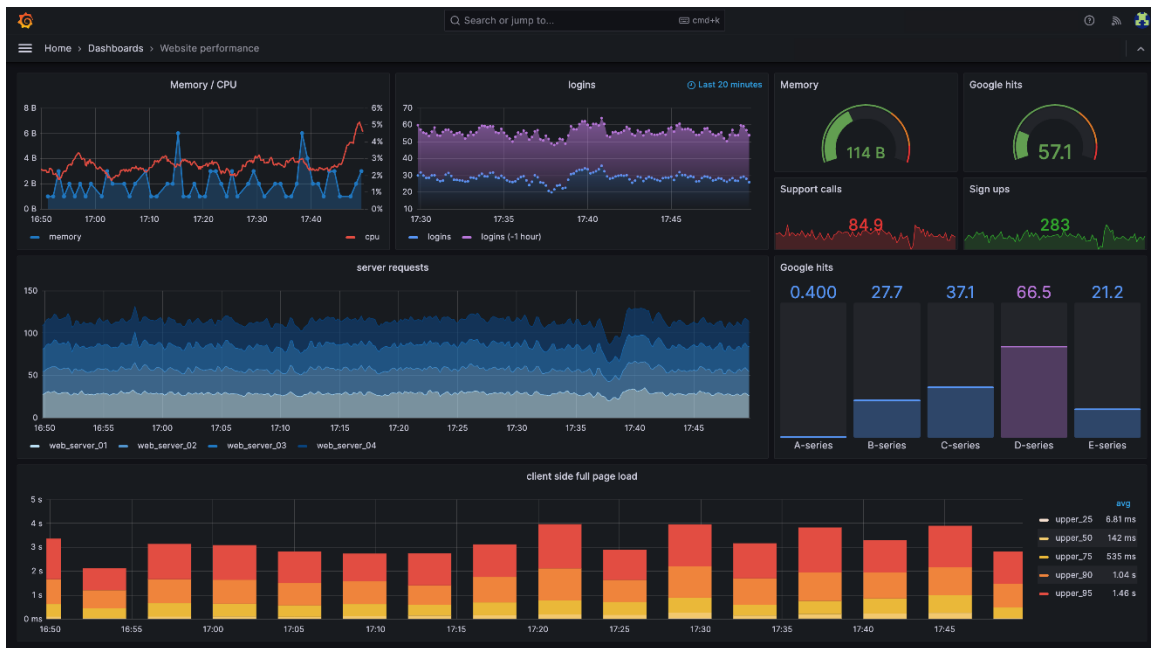 Search or jump to... cmd+k
Home › Dashboards › Website performance
Memory / CPU
8 B
6 B
4 B
2 B
0 B
6%
5%
4%
3%
2%
1%
0%
16:50 17:00 17:10 17:20 17:30 17:40
memory cpu
logins
Last 20 minutes
70
60
50
40
30
20
10
17:30 17:35 17:40 17:45
logins logins (-1 hour)
Memory
114 B
Google hits
57.1
Support calls
84.9
Sign ups
283
server requests
150
100
50
0
16:50 16:55 17:00 17:05 17:10 17:15 17:20 17:25 17:30 17:35 17:40 17:45
web_server_01 web_server_02 web_server_03 web_server_04
Google hits
0.400 27.7 37.1 66.5 21.2
A-series B-series C-series D-series E-series
client side full page load
5 s
4 s
3 s
2 s
1 s
0 ms
16:50 16:55 17:00 17:05 17:10 17:15 17:20 17:25 17:30 17:35 17:40 17:45
avg
upper_25 6.81 ms
upper_50 142 ms
upper_75 535 ms
upper_90 1.04 s
upper_95 1.46 s